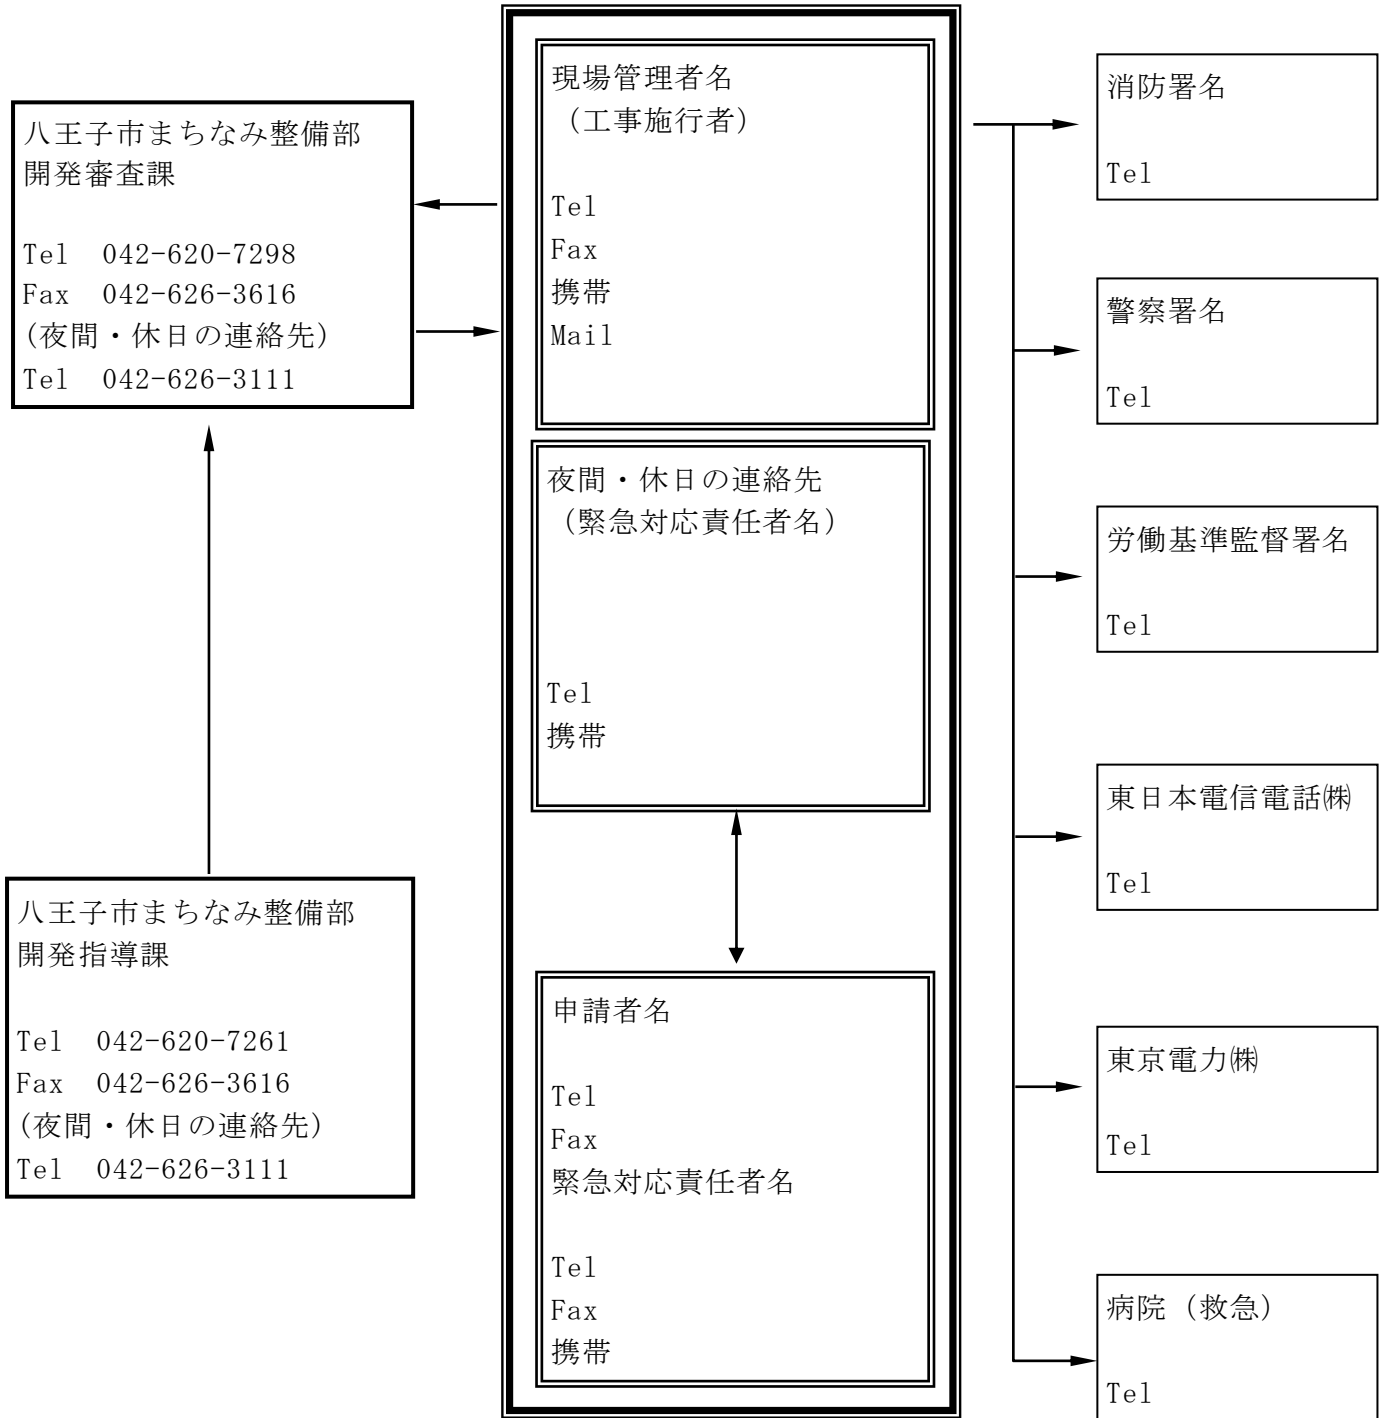 八王子市まちなみ整備部
開発審査課
Tel 042-620-7298
Fax 042-626-3616
(夜間・休日の連絡先)
Tel 042-626-3111
八王子市まちなみ整備部
開発指導課
Tel 042-620-7261
Fax 042-626-3616
(夜間・休日の連絡先)
Tel 042-626-3111
現場管理者名
（工事施行者）
Tel
Fax
携帯
Mail
夜間・休日の連絡先
（緊急対応責任者名）
Tel
携帯
申請者名
Tel
Fax
緊急対応責任者名
Tel
Fax
携帯
消防署名
Tel
警察署名
Tel
労働基準監督署名
Tel
東日本電信電話㈱
Tel
東京電力㈱
Tel
病院（救急）
Tel